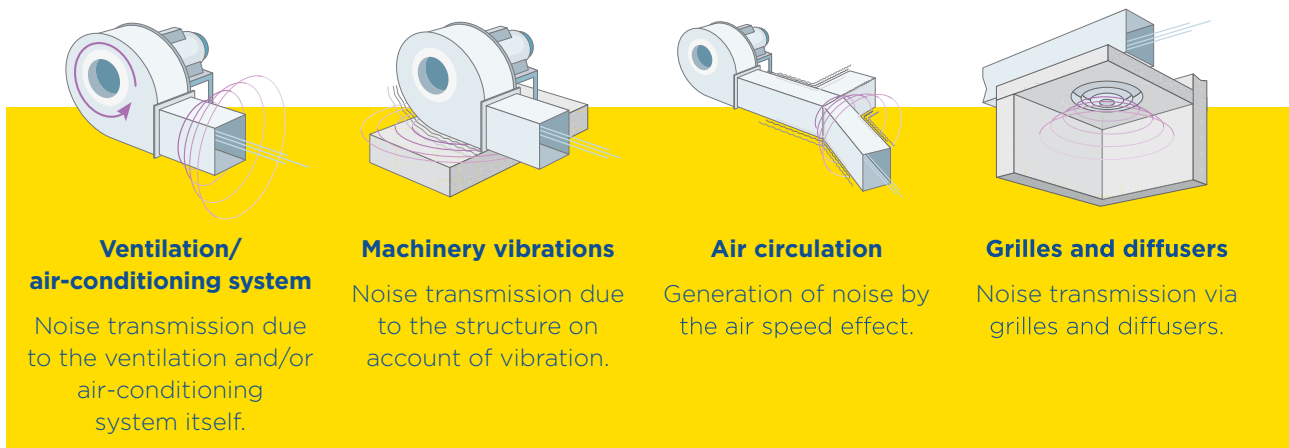 Ventilation/
air-conditioning system
Noise transmission due
to the ventilation and/or
air-conditioning
system itself.
Machinery vibrations
Noise transmission due
to the structure on
account of vibration.
Air circulation
Generation of noise by
the air speed effect.
Grilles and diffusers
Noise transmission via
grilles and diffusers.